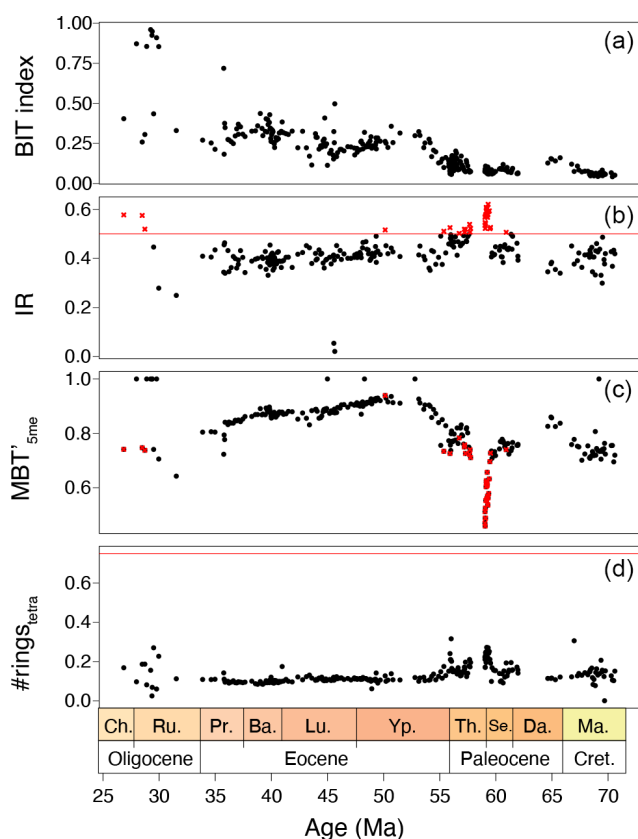 (a)
BIT index
1.00
0.75
0.50
0.25
0.00
(b)
IR
0.6
0.4
0.2
0.0
(c)
MBT'5me
1.0
0.8
0.6
(d)
#ringstetra
0.6
0.4
0.2
0.0
Ch. Ru. Pr. Ba. Lu. Yp. Th. Se. Da. Ma.
Oligocene Eocene Paleocene Cret.
25 30 35 40 45 50 55 60 65 70
Age (Ma)